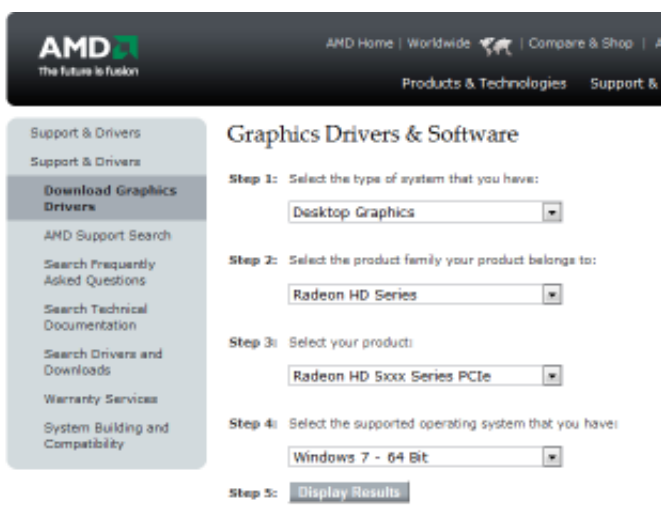 AMD
The future is fusion
AMD Home | Worldwide | Compare & Shop |
Products & Technologies Support &
Support & Drivers
Support & Drivers
Download Graphics
Drivers
AMD Support Search
Search Frequently
Asked Questions
Search Technical
Documentation
Search Drivers and
Downloads
Warranty Services
System Building and
Compatibility
Graphics Drivers & Software
Step 1: Select the type of system that you have:
Desktop Graphics
Step 2: Select the product family your product belongs to:
Radeon HD Series
Step 3: Select your product:
Radeon HD 5xxx Series PCIe
Step 4: Select the supported operating system that you have:
Windows 7 - 64 Bit
Step 5: Display Results